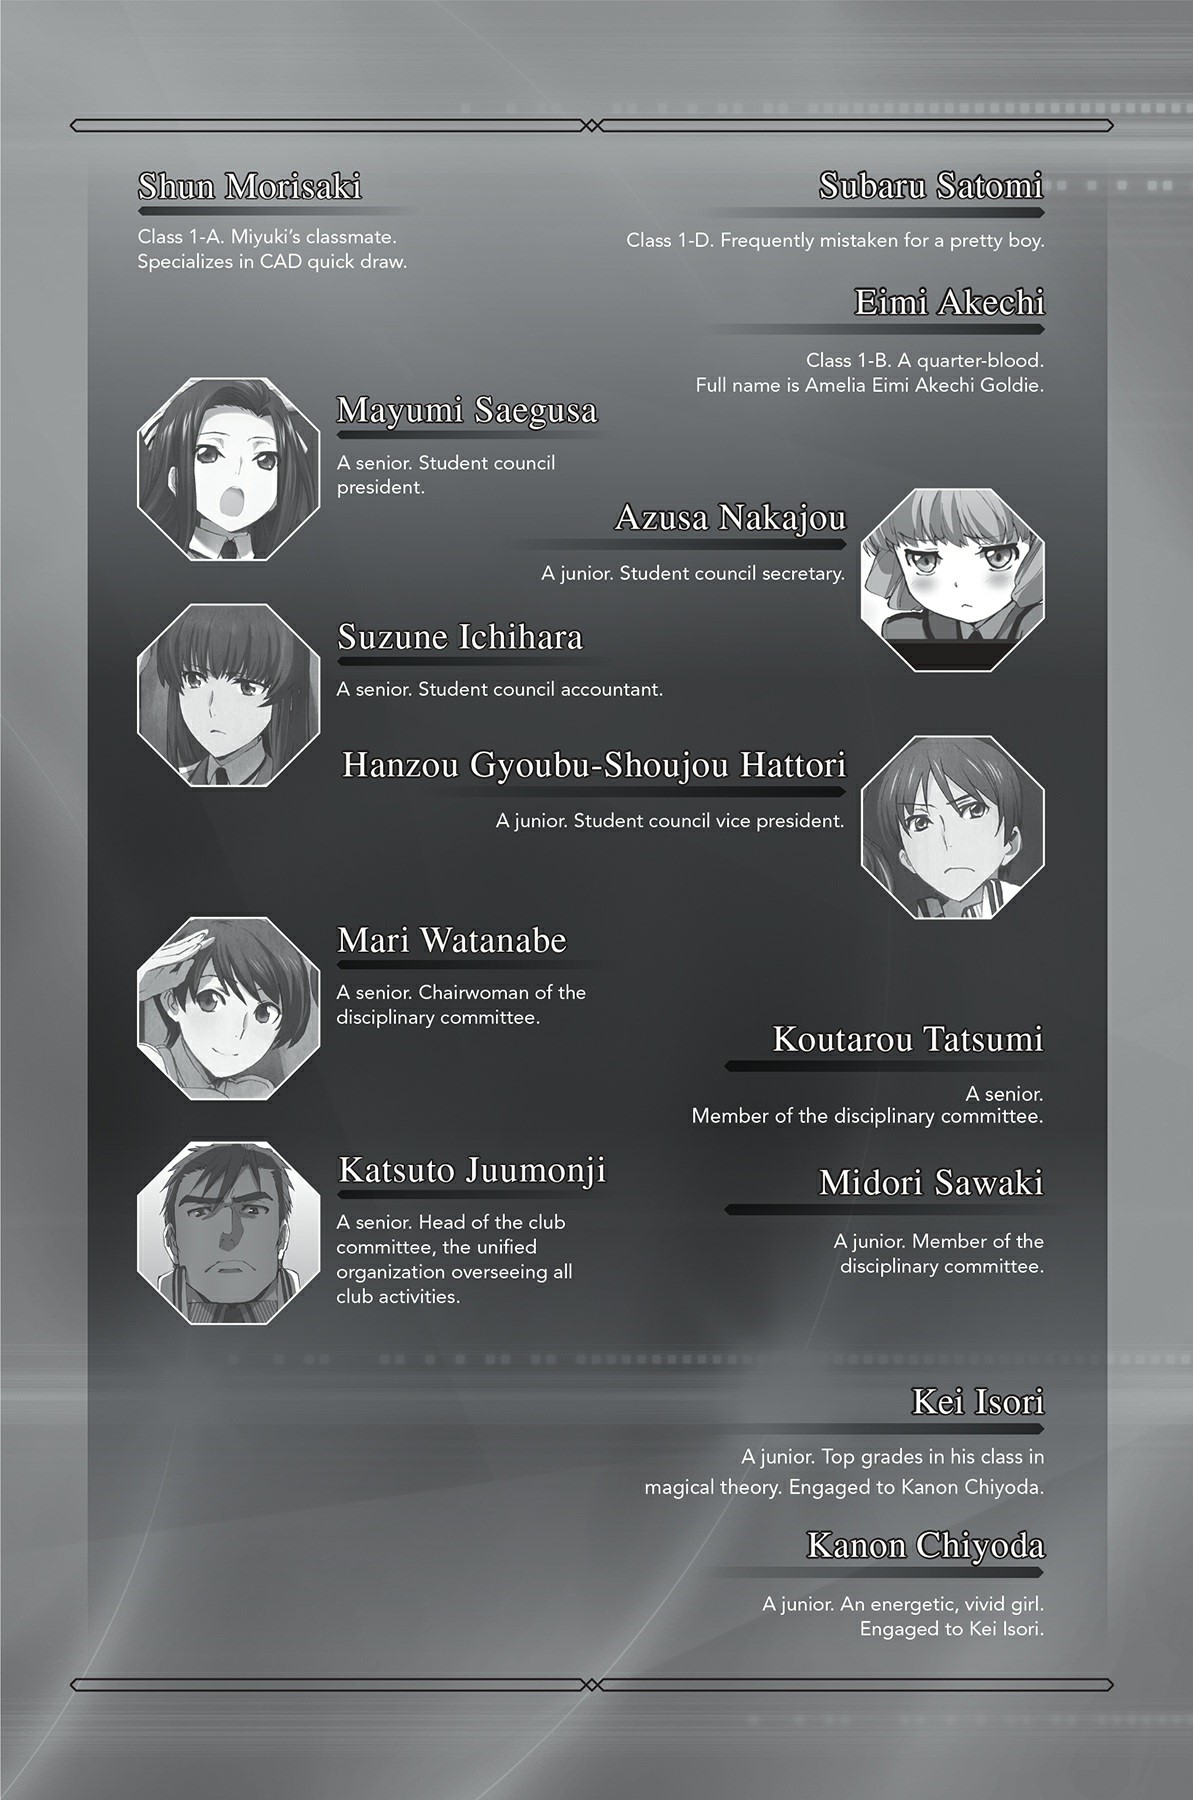 Shun Morisaki
Class 1-A. Miyuki's classmate.
Specializes in CAD quick draw.
Subaru Satomi
Class 1-D. Frequently mistaken for a pretty boy.
Eimi Akechi
Class 1-B. A quarter-blood.
Full name is Amelia Eimi Akechi Goldie.
Mayumi Saegusa
A senior. Student council
president.
Azusa Nakajou
A junior. Student council secretary.
Suzune Ichihara
A senior. Student council accountant.
Hanzou Gyoubu-Shoujou Hattori
A junior. Student council vice president.
Mari Watanabe
A senior. Chairwoman of the
disciplinary committee.
Koutarou Tatsumi
A senior.
Member of the disciplinary committee.
Katsuto Juumonji
A senior. Head of the club
committee, the unified
organization overseeing all
club activities.
Midori Sawaki
A junior. Member of the
disciplinary committee.
Kei Isori
A junior. Top grades in his class in
magical theory. Engaged to Kanon Chiyoda.
Kanon Chiyoda
A junior. An energetic, vivid girl.
Engaged to Kei Isori.